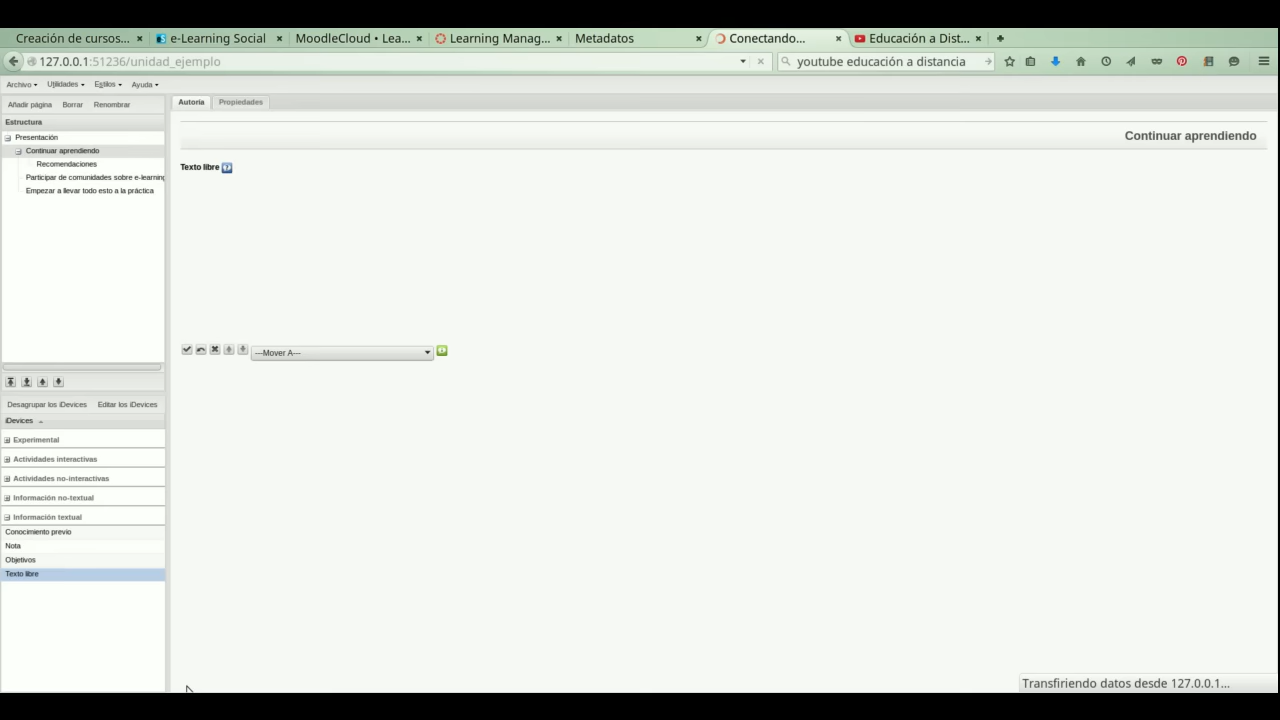 Creación de cursos...
e-Learning Social
MoodleCloud • Lea...
Learning Manag...
Metadatos
Conectando...
Educación a Dist...
127.0.0.1:51236/unidad_ejemplo
youtube educación a distancia
Archivo
Utilidades
Estilos
Ayuda
Añadir página
Borrar
Renombrar
Estructura
Presentación
Continuar aprendiendo
Recomendaciones
Participar de comunidades sobre e-learning
Empezar a llevar todo esto a la práctica
Autoría
Propiedades
Continuar aprendiendo
Texto libre
---Mover A---
Desagrupar los iDevices
Editar los iDevices
iDevices
Experimental
Actividades interactivas
Actividades no-interactivas
Información no-textual
Información textual
Conocimiento previo
Nota
Objetivos
Texto libre
Transfiriendo datos desde 127.0.0.1...